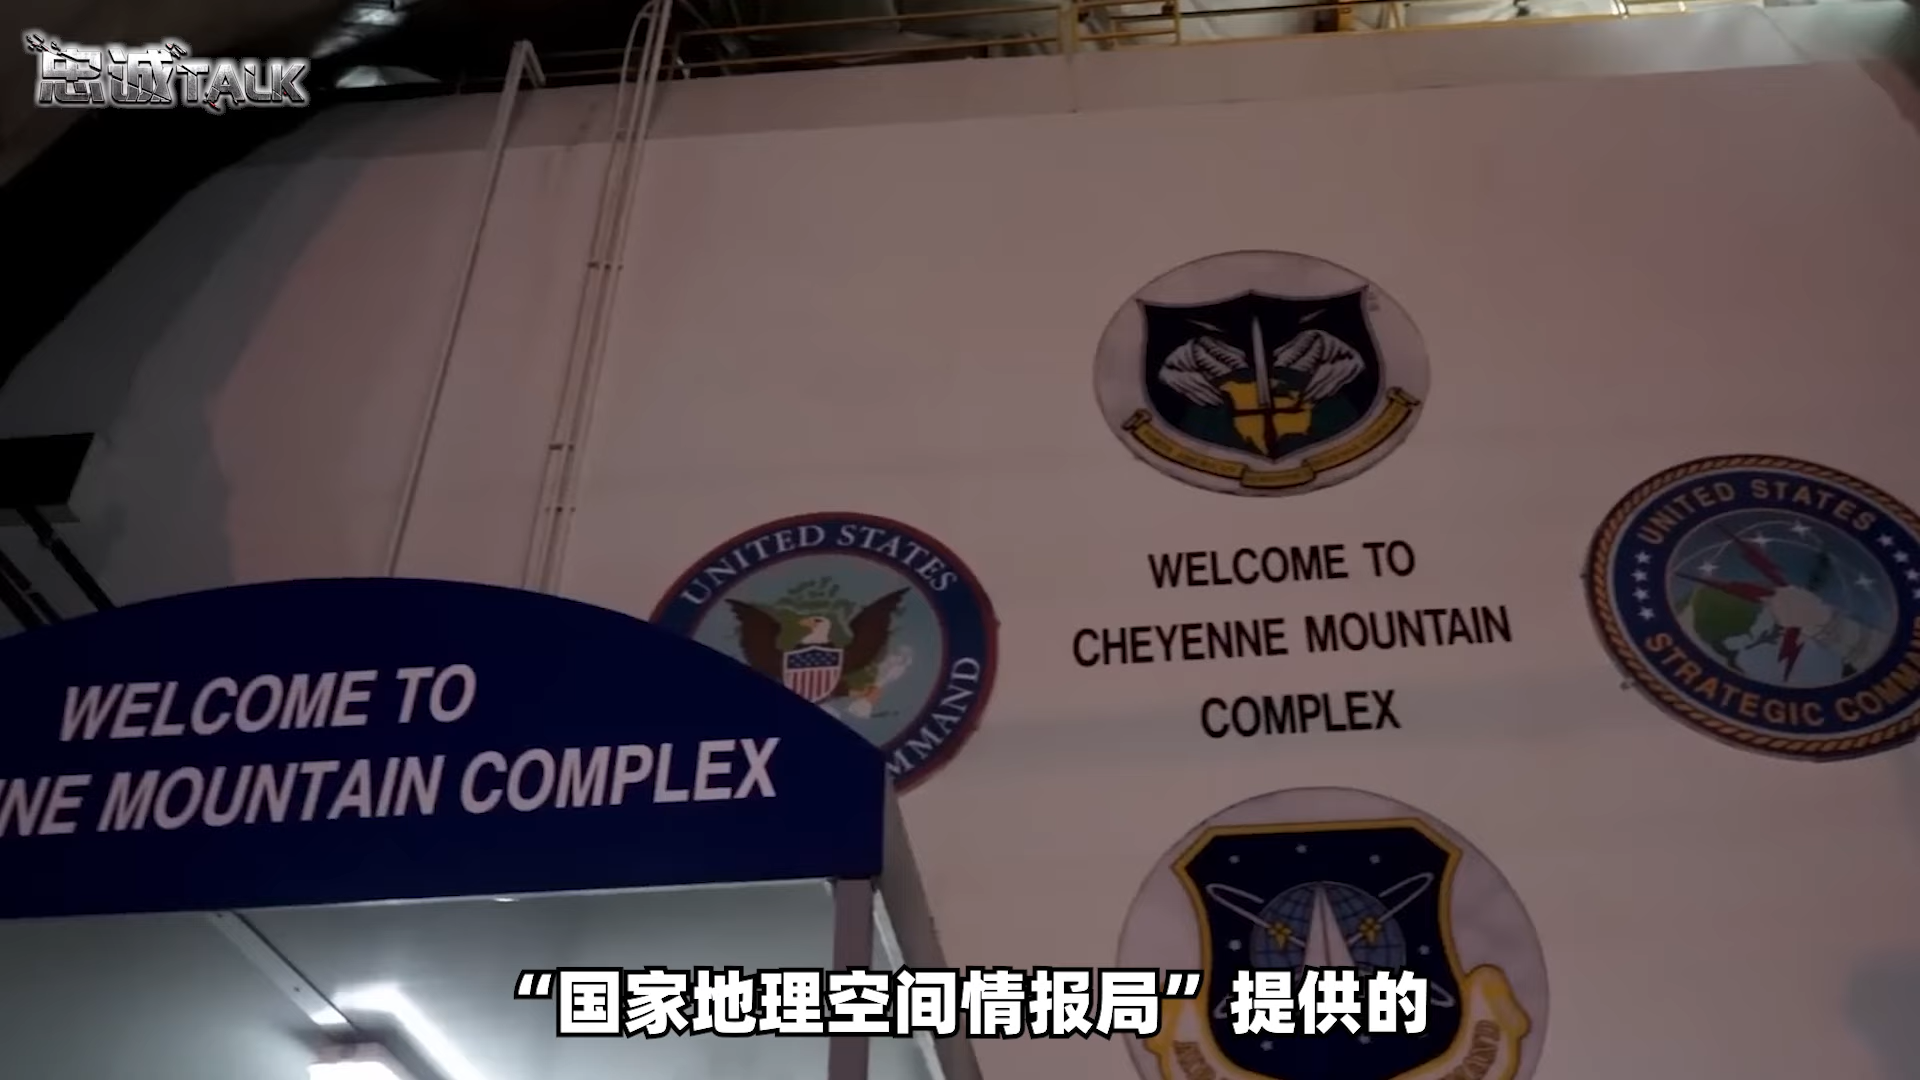 忠诚TALK
UNITED STATES
MMAND
WELCOME TO
CHEYENNE MOUNTAIN
COMPLEX
UNITED STATES
STRATEGIC COMMAN
WELCOME TO
NE MOUNTAIN COMPLEX
“国家地理空间情报局”提供的